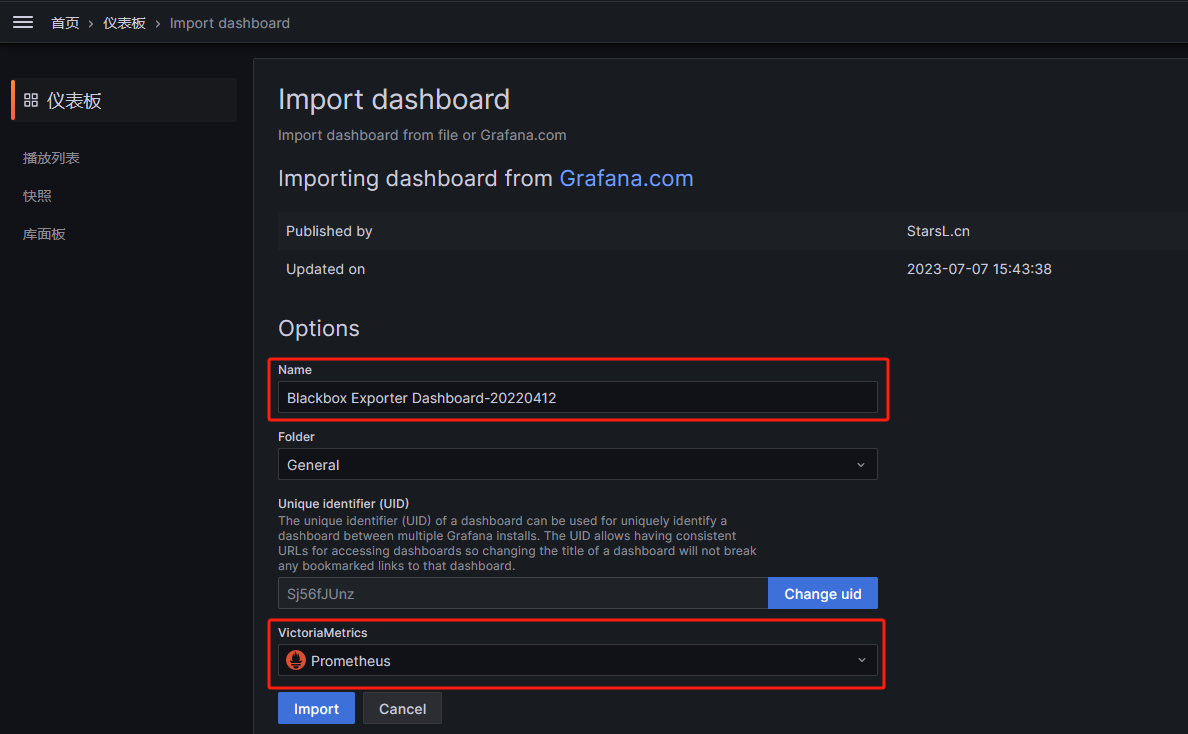 首页 › 仪表板 › Import dashboard
仪表板
播放列表
快照
库面板
Import dashboard
Import dashboard from file or Grafana.com
Importing dashboard from Grafana.com
Published by StarsL.cn
Updated on 2023-07-07 15:43:38
Options
Name
Blackbox Exporter Dashboard-20220412
Folder
General
Unique identifier (UID)
The unique identifier (UID) of a dashboard can be used for uniquely identify a
dashboard between multiple Grafana installs. The UID allows having consistent
URLs for accessing dashboards so changing the title of a dashboard will not break
any bookmarked links to that dashboard.
Sj56fJUnz Change uid
VictoriaMetrics
Prometheus
Import Cancel